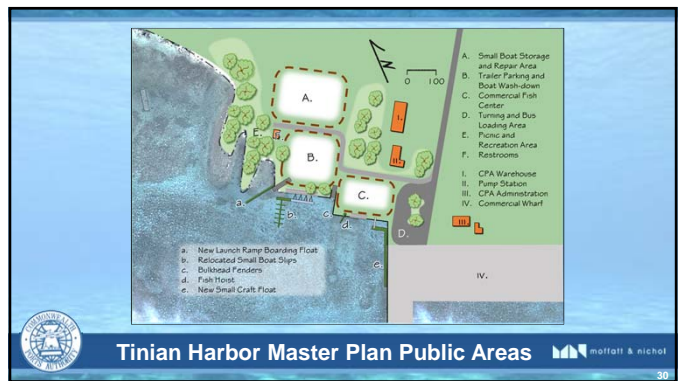 N
0 100
A. Small Boat Storage
and Repair Area
B. Trailer Parking and
Boat Wash-down
C. Commercial Fish
Center
D. Turning and Bus
Loading Area
E. Picnic and
Recreation Area
F. Restrooms
I. CPA Warehouse
II. Pump Station
III. CPA Administration
IV. Commercial Wharf
A.
I.
E.
B.
II.
C.
a.
b.
c
d.
D.
III.
e.
IV.
a. New Launch Ramp Boarding Float
b. Relocated Small Boat Slips
c. Bulkhead Fenders
d. Fish Hoist
e. New Small Craft Float
COMMONWEALTH
PORTS AUTHORITY
Tinian Harbor Master Plan Public Areas
moffatt & nichol
30